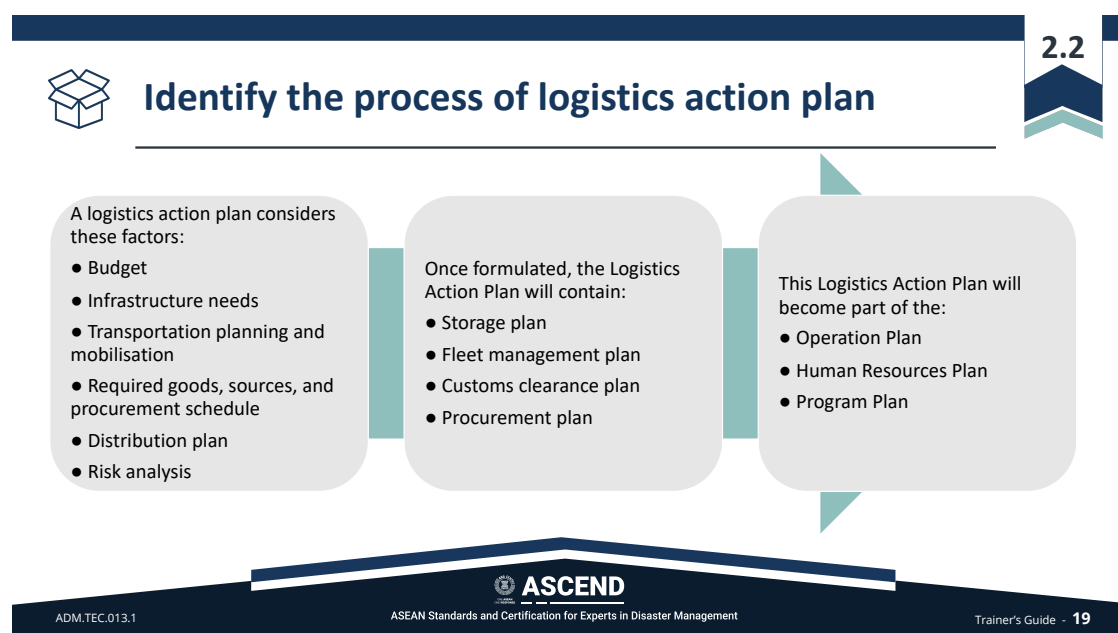 2.2
Identify the process of logistics action plan
A logistics action plan considers
these factors:
● Budget
● Infrastructure needs
● Transportation planning and
mobilisation
● Required goods, sources, and
procurement schedule
● Distribution plan
● Risk analysis
Once formulated, the Logistics
Action Plan will contain:
● Storage plan
● Fleet management plan
● Customs clearance plan
● Procurement plan
This Logistics Action Plan will
become part of the:
● Operation Plan
● Human Resources Plan
● Program Plan
ASCEND
ASEAN Standards and Certification for Experts in Disaster Management
ADM.TEC.013.1
Trainer's Guide - 19